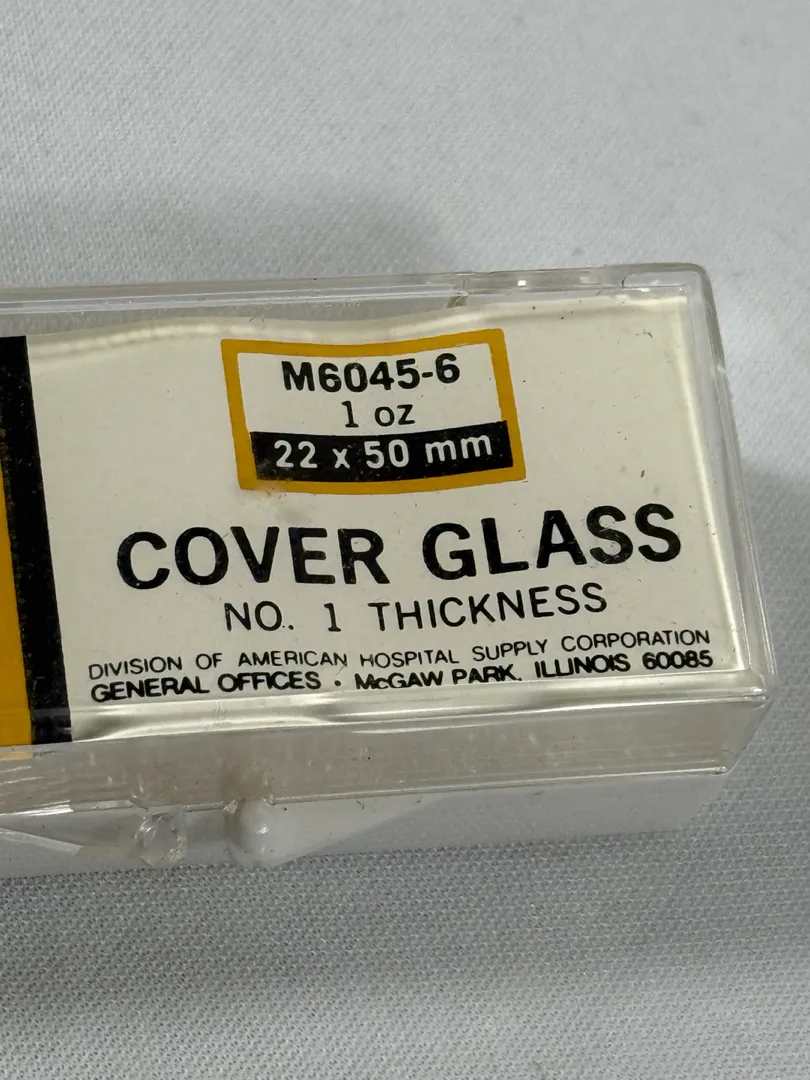 M6045-6
1 oz
22 x 50 mm
COVER GLASS
NO. 1 THICKNESS
DIVISION OF AMERICAN HOSPITAL SUPPLY CORPORATION
GENERAL OFFICES • McGAW PARK, ILLINOIS 60085